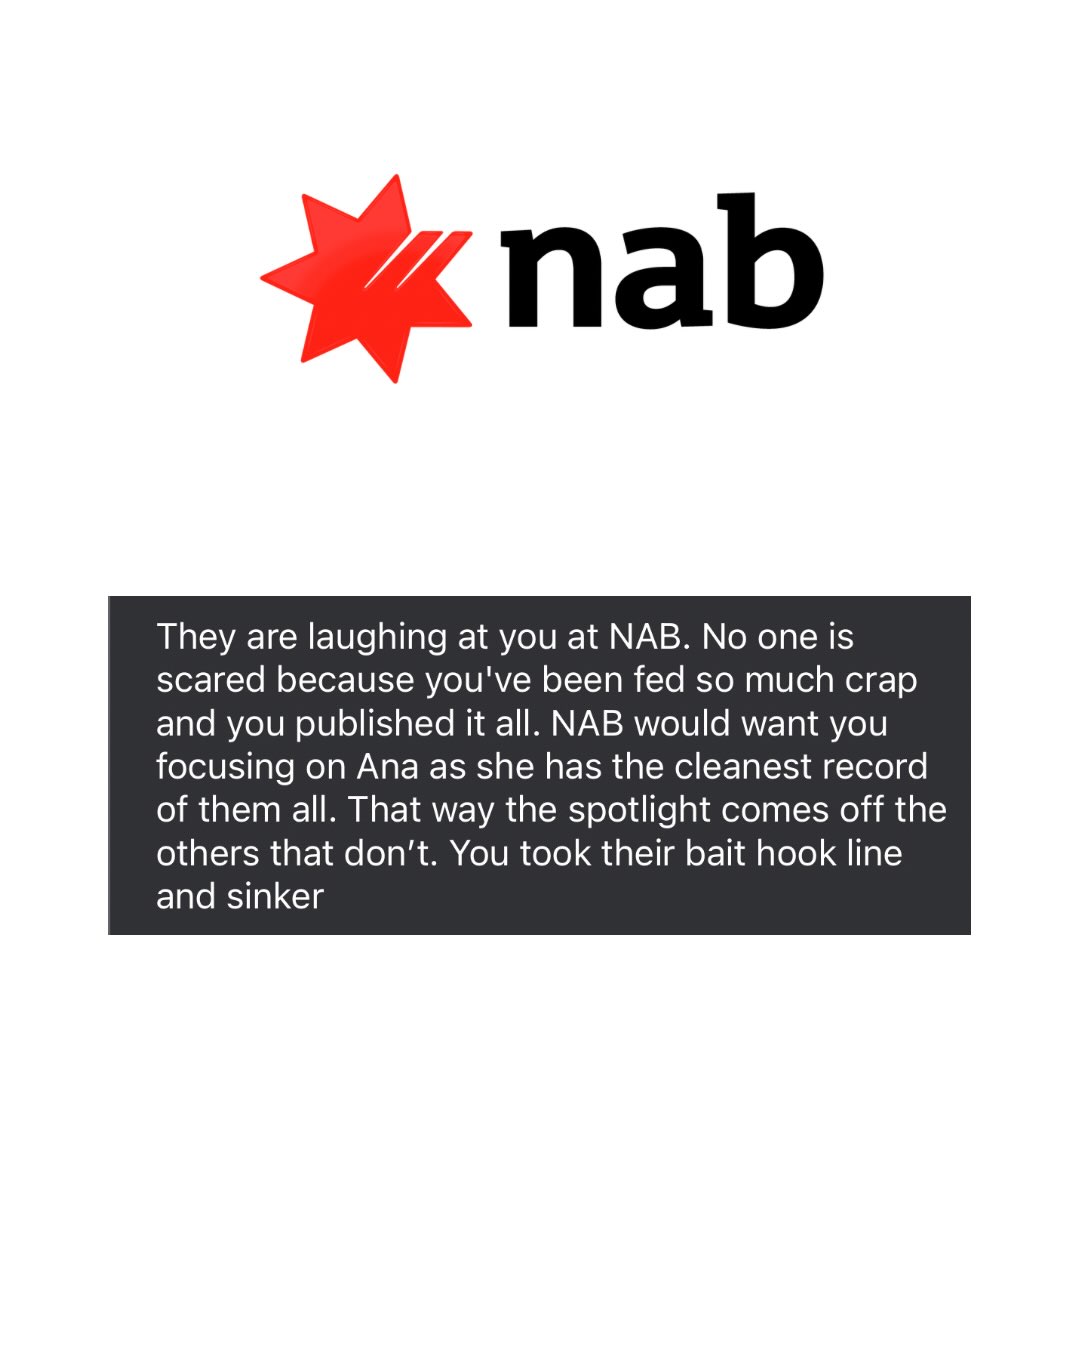 nab
They are laughing at you at NAB. No one is
scared because you've been fed so much crap
and you published it all. NAB would want you
focusing on Ana as she has the cleanest record
of them all. That way the spotlight comes off the
others that don’t. You took their bait hook line
and sinker